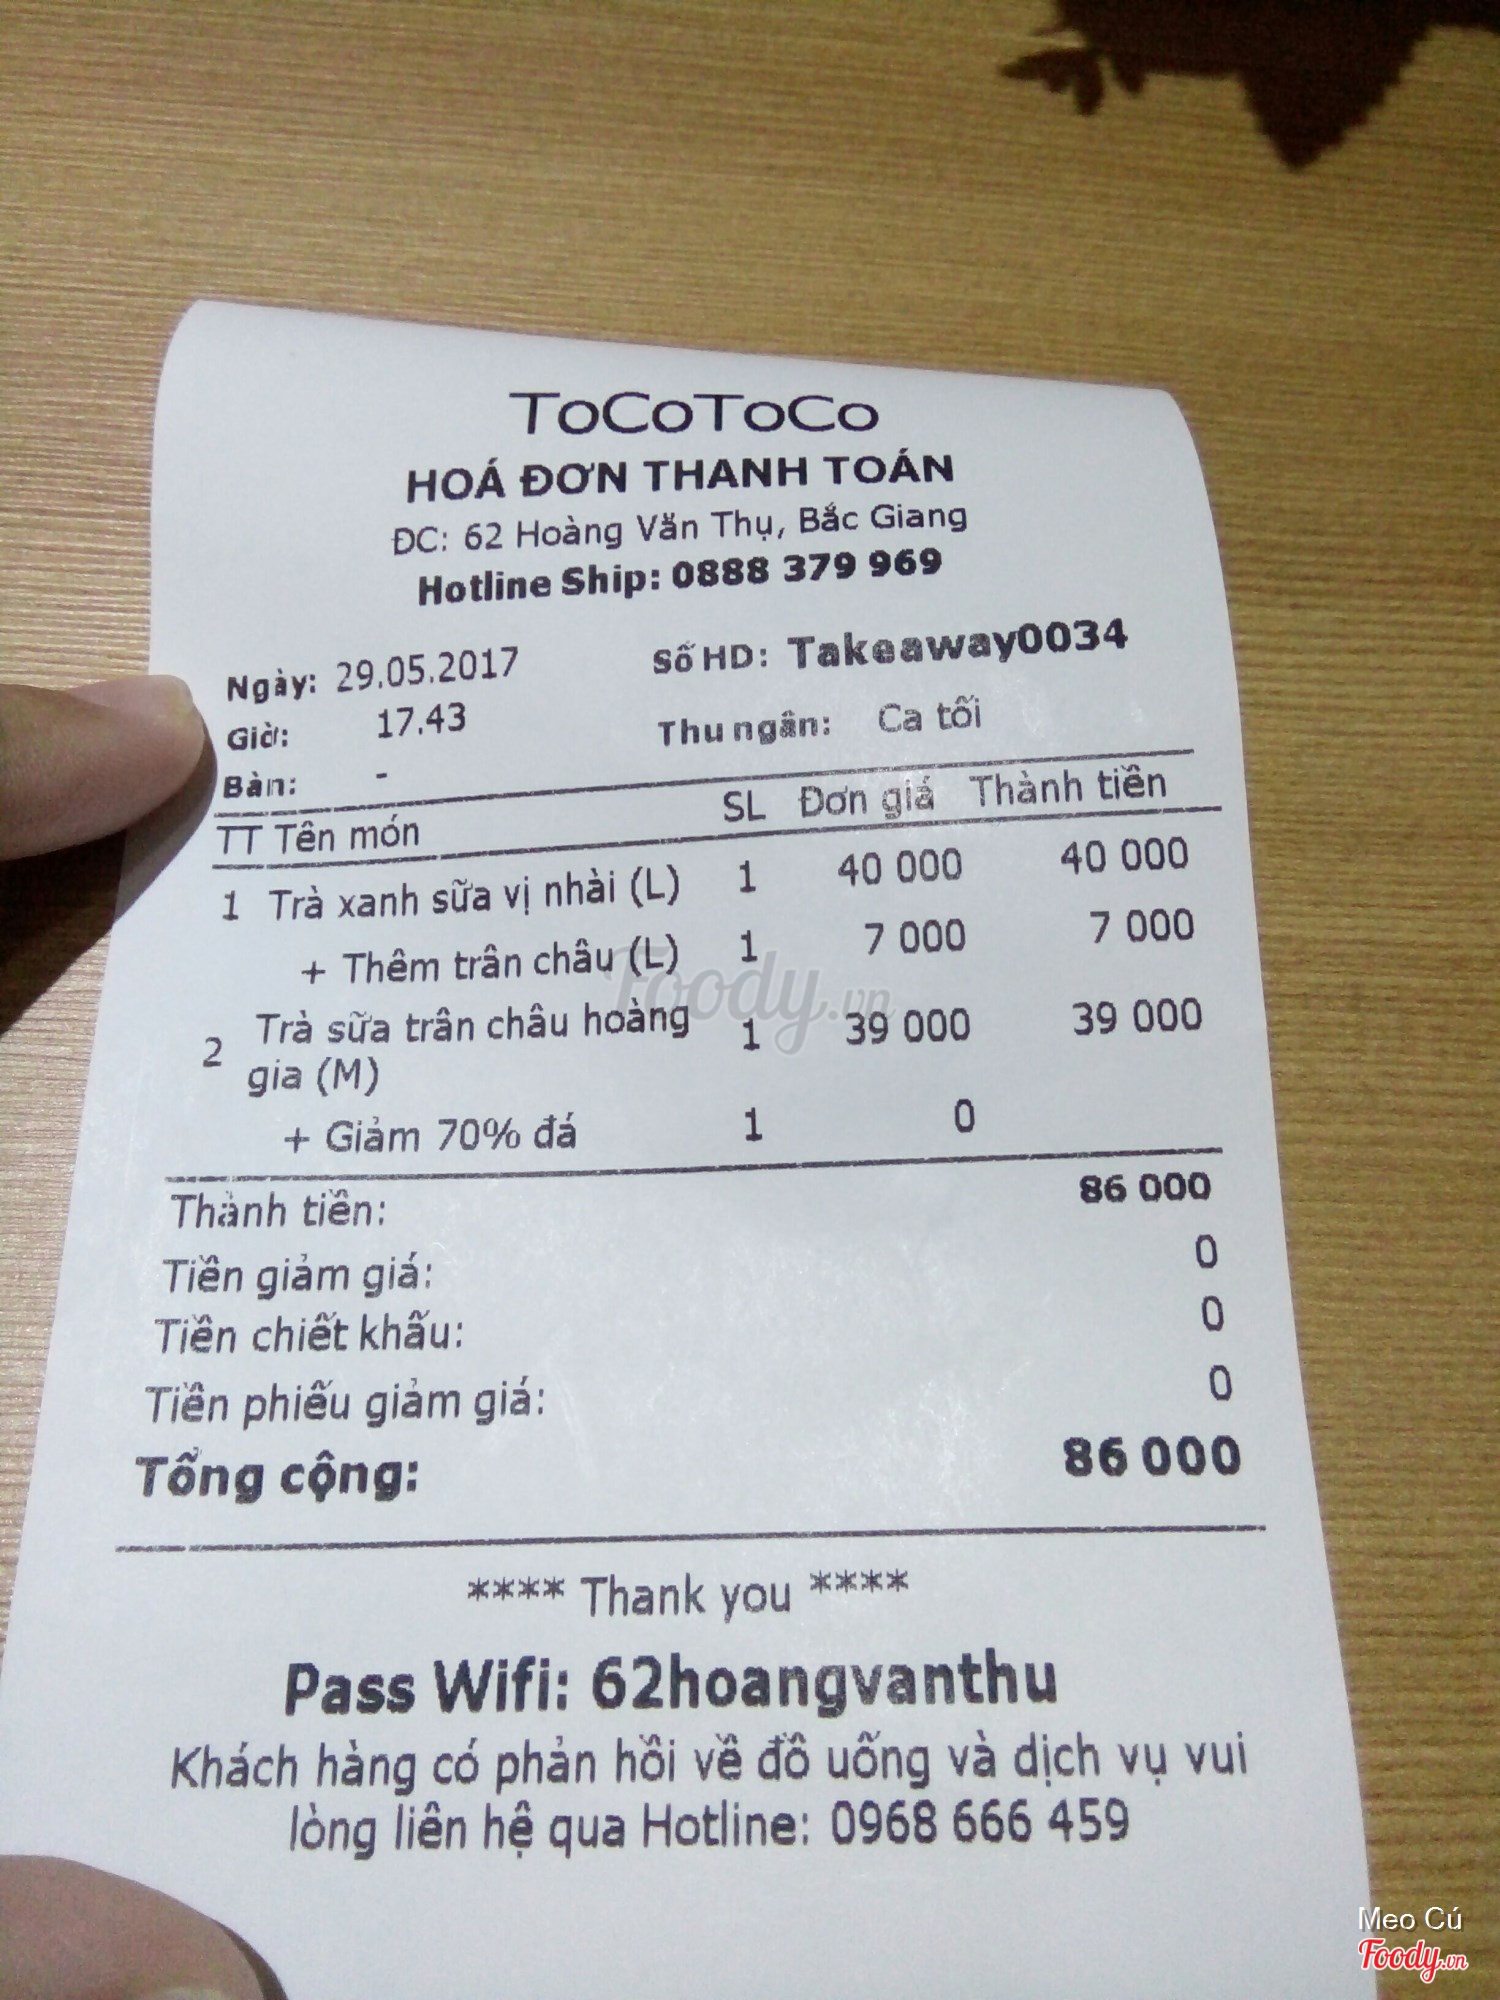 ToCoToCo
HOÁ ĐƠN THANH TOÁN
ĐC: 62 Hoàng Văn Thụ, Bắc Giang
Hotline Ship: 0888 379 969
Ngày: 29.05.2017 Số HD: Takeaway0034
Giờ: 17.43 Thu ngân: Ca tối
Bàn: -
TT Tên món SL Đơn giá Thành tiền
1 Trà xanh sữa vị nhài (L) 1 40 000 40 000
+ Thêm trân châu (L) 1 7 000 7 000
2 Trà sữa trân châu hoàng 1 39 000 39 000
gia (M)
+ Giảm 70% đá 1 0
Thành tiền: 86 000
Tiền giảm giá: 0
Tiền chiết khấu: 0
Tiền phiếu giảm giá: 0
Tổng cộng: 86 000
**** Thank you ****
Pass Wifi: 62hoangvanthu
Khách hàng có phản hồi về đồ uống và dịch vụ vui
lòng liên hệ qua Hotline: 0968 666 459
Foody.vn
Meo Cú
Foody.vn